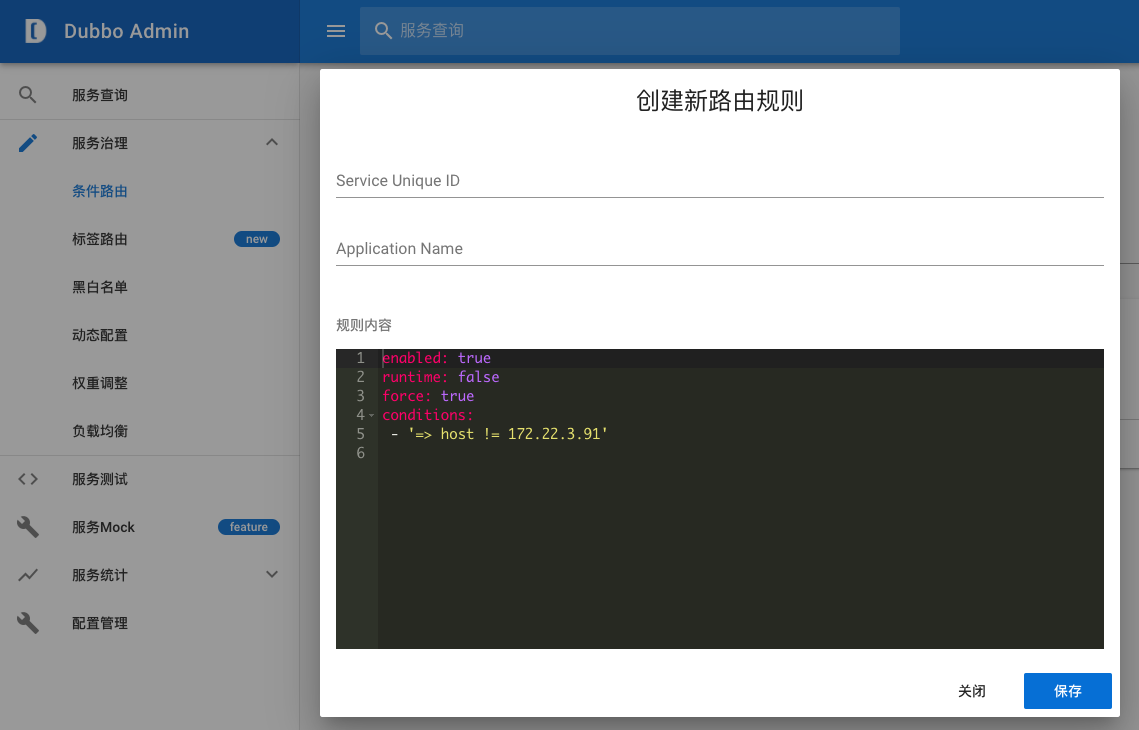 Dubbo Admin
服务查询
服务查询
服务治理
条件路由
标签路由 new
黑白名单
动态配置
权重调整
负载均衡
服务测试
服务Mock feature
服务统计
配置管理
创建新路由规则
Service Unique ID
Application Name
规则内容
1 enabled: true
2 runtime: false
3 force: true
4 conditions:
5  - '=> host != 172.22.3.91'
6
关闭 保存